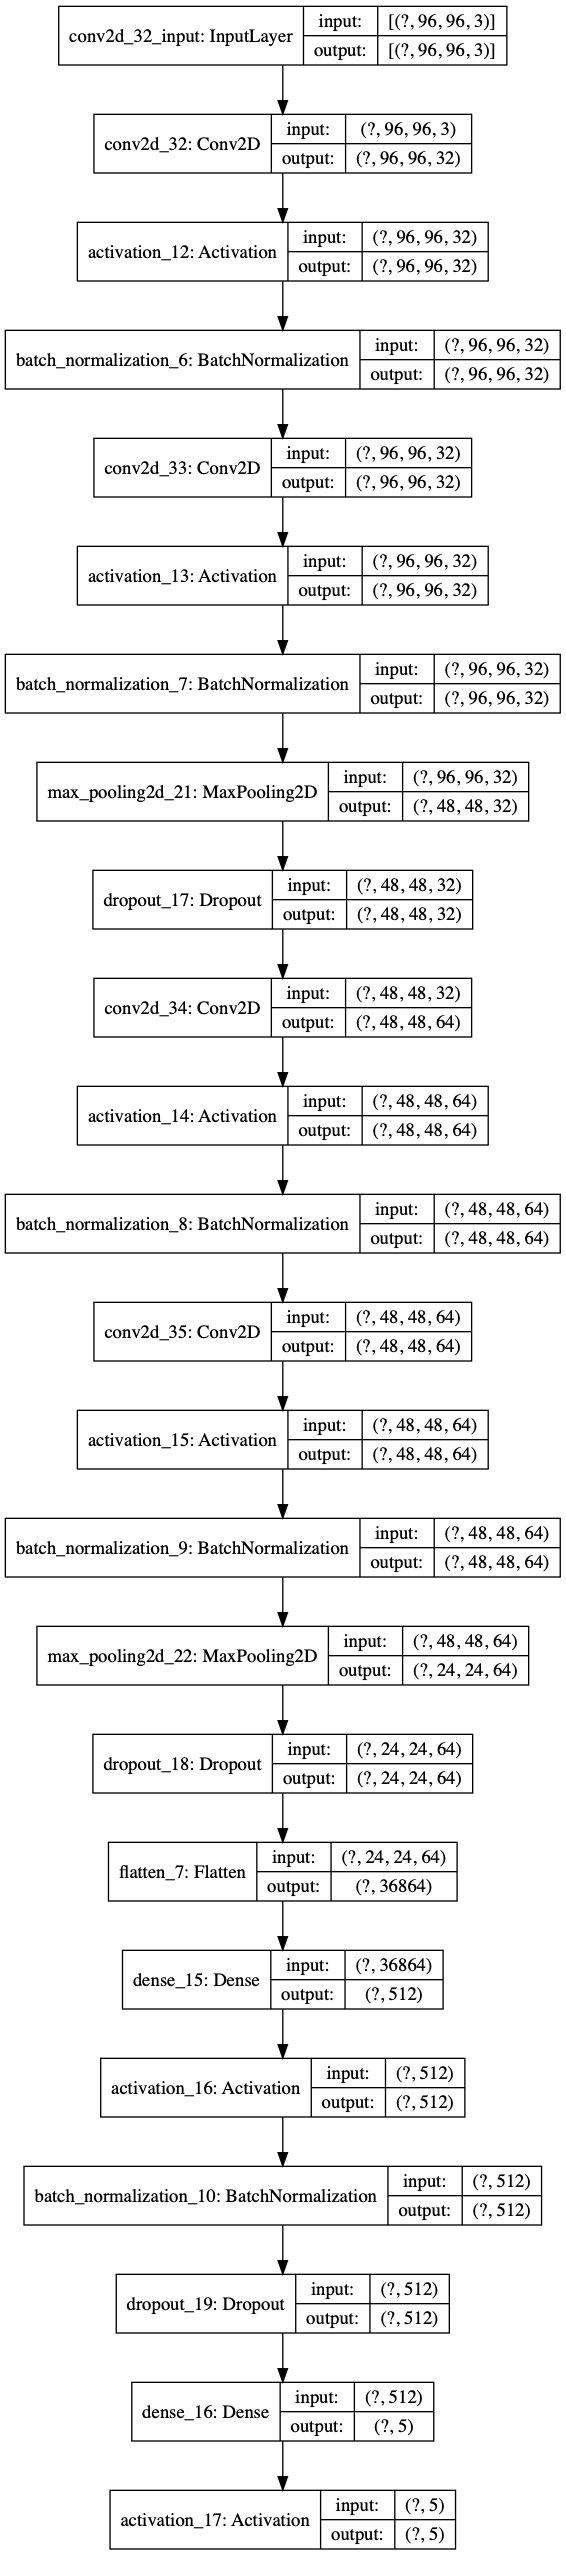 conv2d_32_input: InputLayer
input: [(?, 96, 96, 3)]
output: [(?, 96, 96, 3)]
conv2d_32: Conv2D
input: (?, 96, 96, 3)
output: (?, 96, 96, 32)
activation_12: Activation
input: (?, 96, 96, 32)
output: (?, 96, 96, 32)
batch_normalization_6: BatchNormalization
input: (?, 96, 96, 32)
output: (?, 96, 96, 32)
conv2d_33: Conv2D
input: (?, 96, 96, 32)
output: (?, 96, 96, 32)
activation_13: Activation
input: (?, 96, 96, 32)
output: (?, 96, 96, 32)
batch_normalization_7: BatchNormalization
input: (?, 96, 96, 32)
output: (?, 96, 96, 32)
max_pooling2d_21: MaxPooling2D
input: (?, 96, 96, 32)
output: (?, 48, 48, 32)
dropout_17: Dropout
input: (?, 48, 48, 32)
output: (?, 48, 48, 32)
conv2d_34: Conv2D
input: (?, 48, 48, 32)
output: (?, 48, 48, 64)
activation_14: Activation
input: (?, 48, 48, 64)
output: (?, 48, 48, 64)
batch_normalization_8: BatchNormalization
input: (?, 48, 48, 64)
output: (?, 48, 48, 64)
conv2d_35: Conv2D
input: (?, 48, 48, 64)
output: (?, 48, 48, 64)
activation_15: Activation
input: (?, 48, 48, 64)
output: (?, 48, 48, 64)
batch_normalization_9: BatchNormalization
input: (?, 48, 48, 64)
output: (?, 48, 48, 64)
max_pooling2d_22: MaxPooling2D
input: (?, 48, 48, 64)
output: (?, 24, 24, 64)
dropout_18: Dropout
input: (?, 24, 24, 64)
output: (?, 24, 24, 64)
flatten_7: Flatten
input: (?, 24, 24, 64)
output: (?, 36864)
dense_15: Dense
input: (?, 36864)
output: (?, 512)
activation_16: Activation
input: (?, 512)
output: (?, 512)
batch_normalization_10: BatchNormalization
input: (?, 512)
output: (?, 512)
dropout_19: Dropout
input: (?, 512)
output: (?, 512)
dense_16: Dense
input: (?, 512)
output: (?, 5)
activation_17: Activation
input: (?, 5)
output: (?, 5)